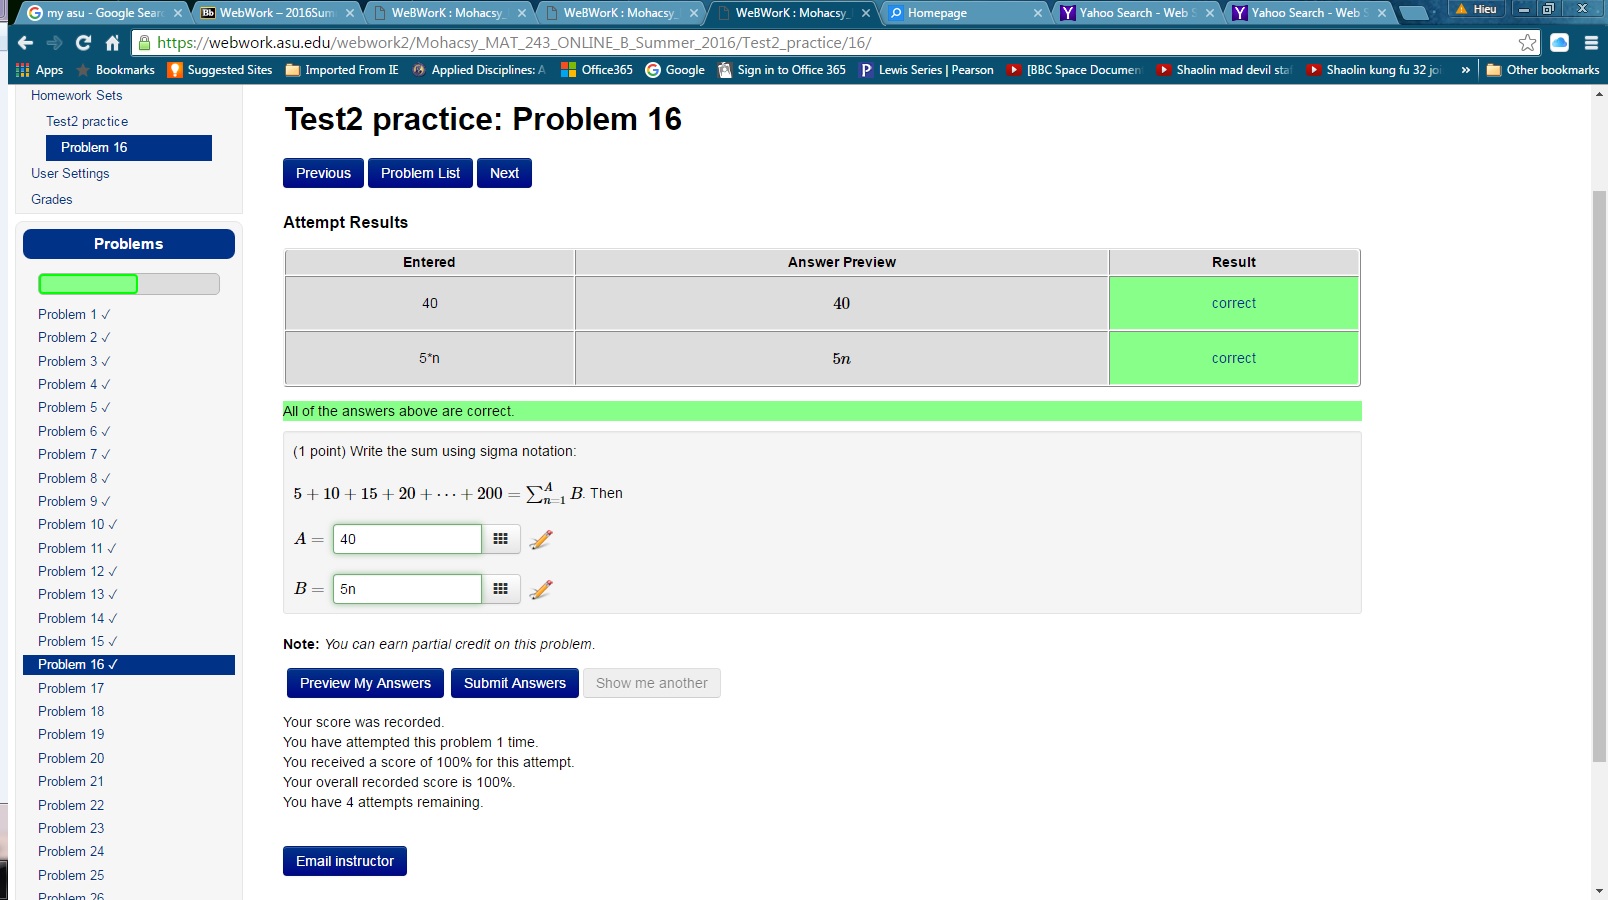 my asu - Google Sear
WebWork – 2016Sum
WeBWorK : Mohacsy_
WeBWorK : Mohacsy_
WeBWorK : Mohacsy_
Homepage
Yahoo Search - Web S
Yahoo Search - Web S
Hieu
https://webwork.asu.edu/webwork2/Mohacsy_MAT_243_ONLINE_B_Summer_2016/Test2_practice/16/
Apps Bookmarks Suggested Sites Imported From IE Applied Disciplines: A Office365 Google Sign in to Office 365 Lewis Series | Pearson [BBC Space Documen Shaolin mad devil staf Shaolin kung fu 32 joi » Other bookmarks
Homework Sets
Test2 practice
Problem 16
User Settings
Grades
Problems
Problem 1 ✓
Problem 2 ✓
Problem 3 ✓
Problem 4 ✓
Problem 5 ✓
Problem 6 ✓
Problem 7 ✓
Problem 8 ✓
Problem 9 ✓
Problem 10 ✓
Problem 11 ✓
Problem 12 ✓
Problem 13 ✓
Problem 14 ✓
Problem 15 ✓
Problem 16 ✓
Problem 17
Problem 18
Problem 19
Problem 20
Problem 21
Problem 22
Problem 23
Problem 24
Problem 25
Problem 26
Test2 practice: Problem 16
Previous Problem List Next
Attempt Results
Entered Answer Preview Result
40 40 correct
5*n 5n correct
All of the answers above are correct.
(1 point) Write the sum using sigma notation:
5 + 10 + 15 + 20 + ⋯ + 200 = ∑_{n=1}^{A} B. Then
A = 40
B = 5n
Note: You can earn partial credit on this problem.
Preview My Answers Submit Answers Show me another
Your score was recorded.
You have attempted this problem 1 time.
You received a score of 100% for this attempt.
Your overall recorded score is 100%.
You have 4 attempts remaining.
Email instructor